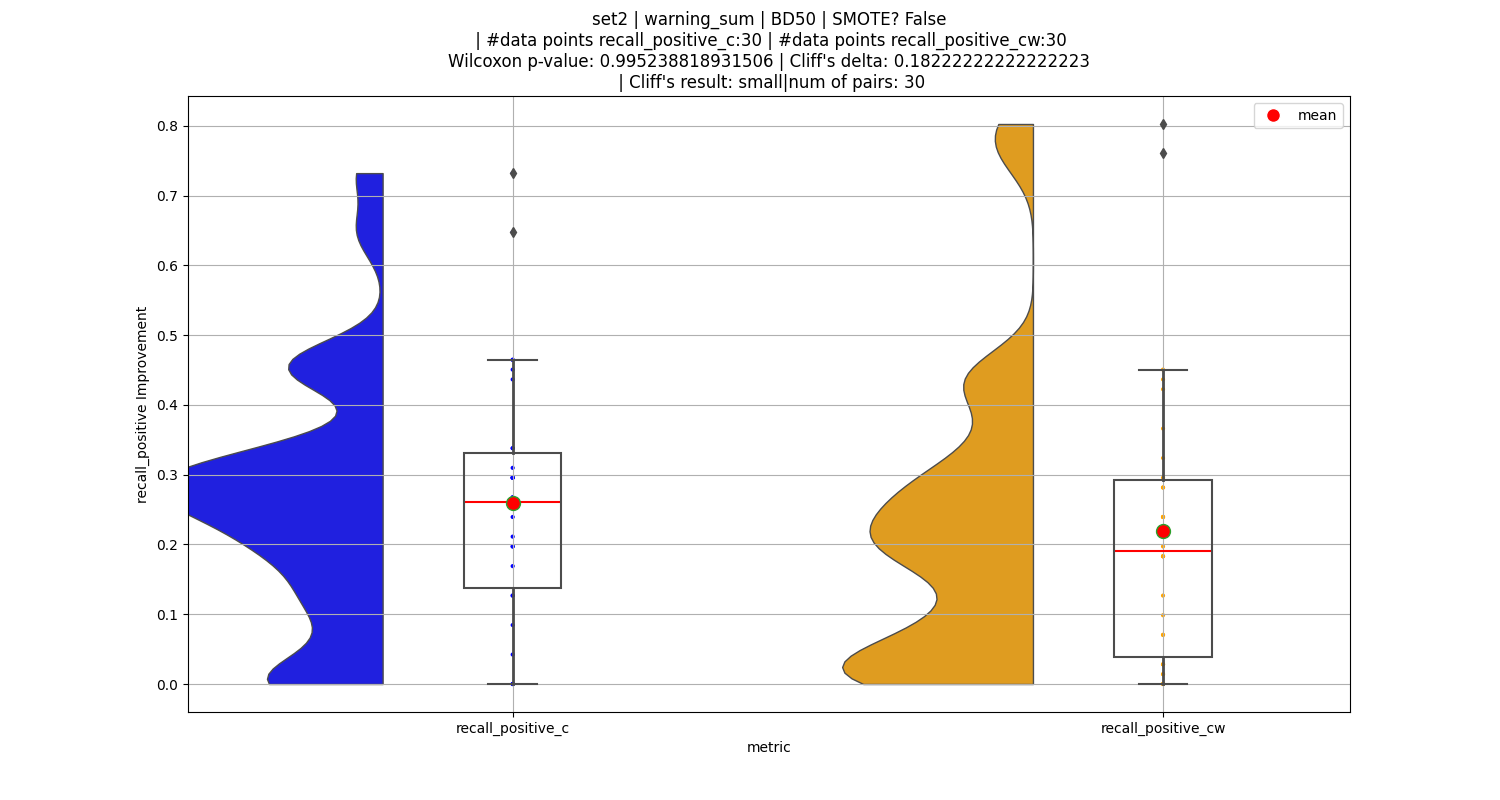 set2 | warning_sum | BD50 | SMOTE? False
| #data points recall_positive_c:30 | #data points recall_positive_cw:30
Wilcoxon p-value: 0.995238818931506 | Cliff's delta: 0.18222222222222223
| Cliff's result: small|num of pairs: 30
mean
0.8
0.7
0.6
0.5
0.4
0.3
0.2
0.1
0.0
recall_positive Improvement
recall_positive_c
recall_positive_cw
metric